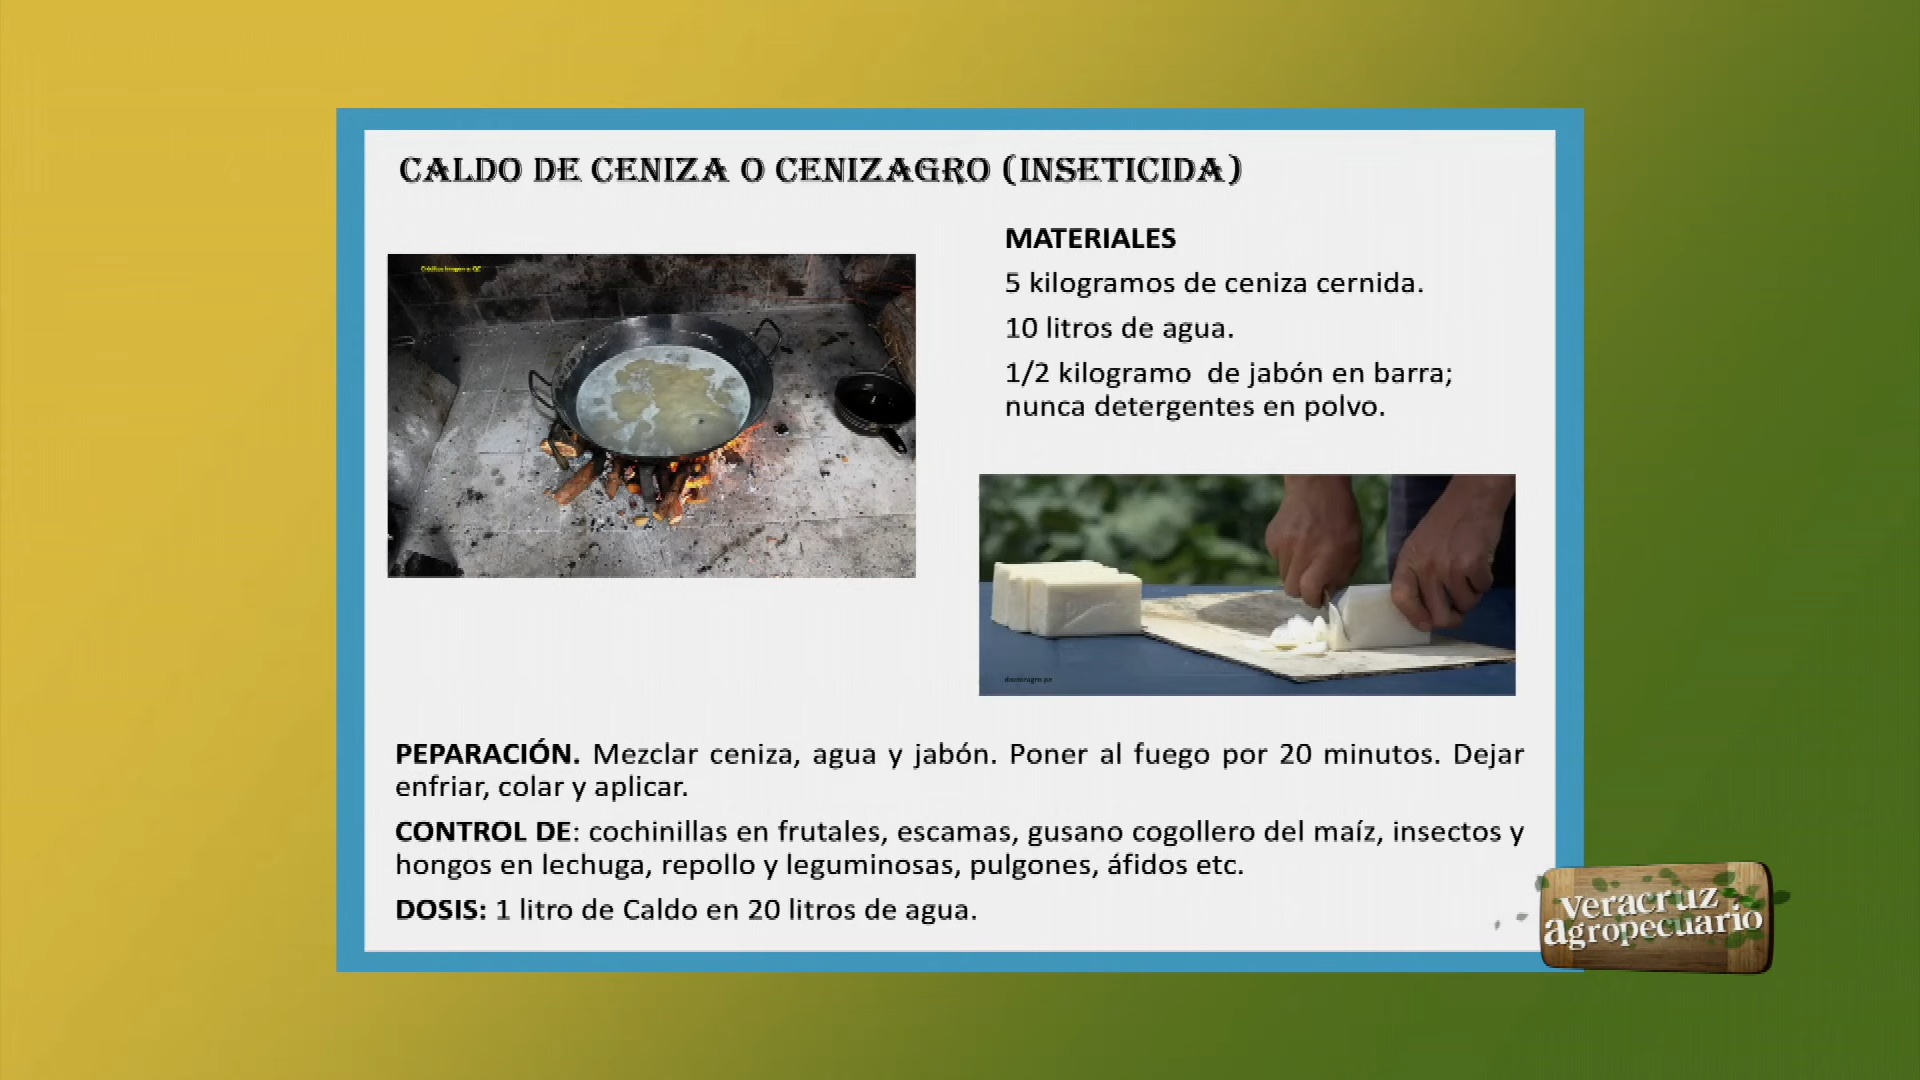 CALDO DE CENIZA O CENIZAGRO (INSETICIDA)
MATERIALES
5 kilogramos de ceniza cernida.
10 litros de agua.
1/2 kilogramo de jabón en barra;
nunca detergentes en polvo.
PEPARACIÓN. Mezclar ceniza, agua y jabón. Poner al fuego por 20 minutos. Dejar
enfriar, colar y aplicar.
CONTROL DE: cochinillas en frutales, escamas, gusano cogollero del maíz, insectos y
hongos en lechuga, repollo y leguminosas, pulgones, áfidos etc.
DOSIS: 1 litro de Caldo en 20 litros de agua.
veracruz
agropecuario